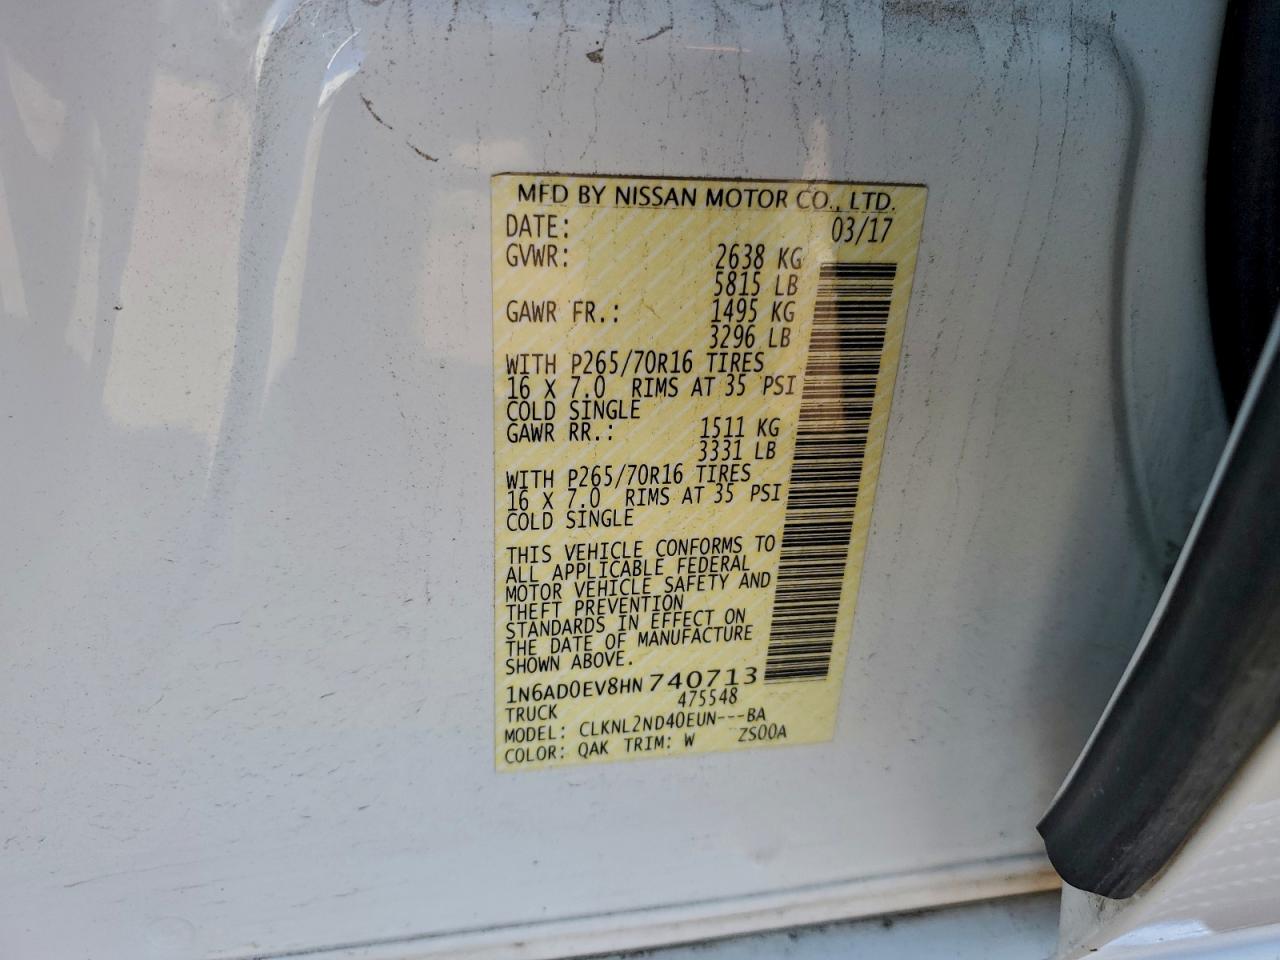 MFD BY NISSAN MOTOR CO., LTD.
DATE: 03/17
GVWR: 2638 KG
5815 LB
GAWR FR.: 1495 KG
3296 LB
WITH P265/70R16 TIRES
16 X 7.0 RIMS AT 35 PSI
COLD SINGLE
GAWR RR.: 1511 KG
3331 LB
WITH P265/70R16 TIRES
16 X 7.0 RIMS AT 35 PSI
COLD SINGLE
THIS VEHICLE CONFORMS TO
ALL APPLICABLE FEDERAL
MOTOR VEHICLE SAFETY AND
THEFT PREVENTION
STANDARDS IN EFFECT ON
THE DATE OF MANUFACTURE
SHOWN ABOVE.
1N6AD0EV8HN 740713
TRUCK 475548
MODEL: CLKNL2ND40EUN---BA
COLOR: QAK TRIM: W ZS00A